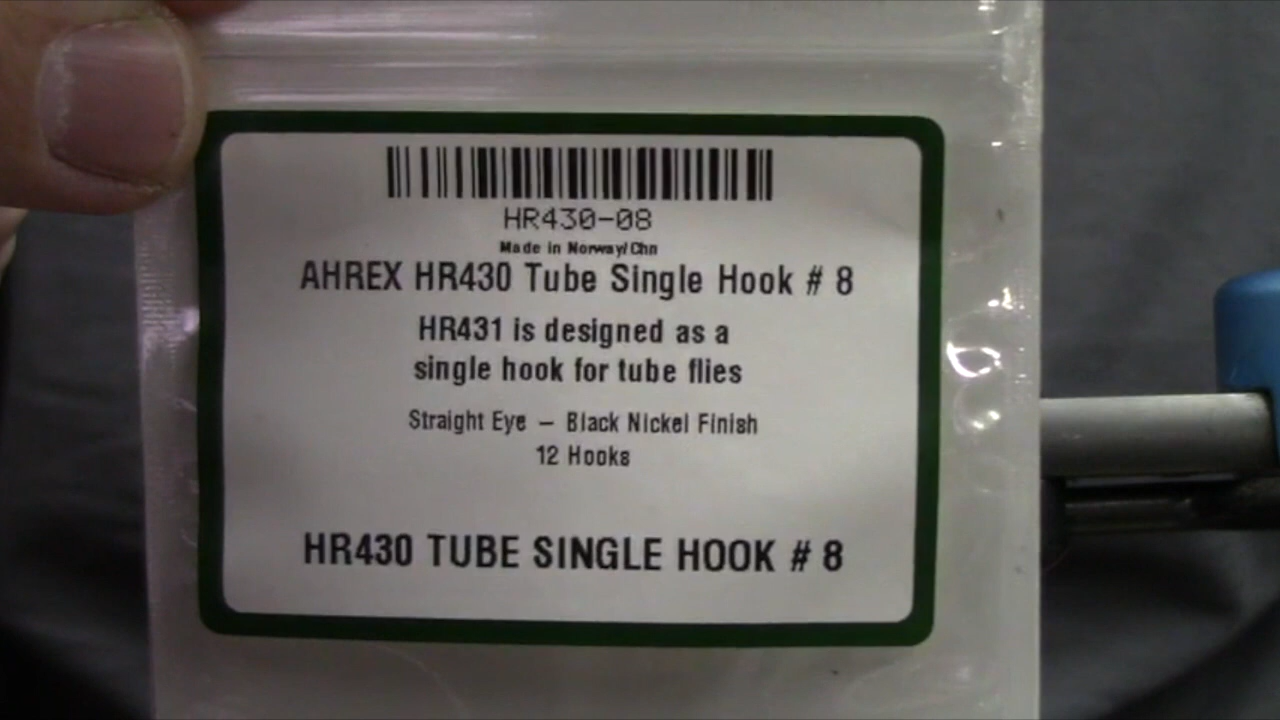 HR430-08
Made in Norway/Chn
AHREX HR430 Tube Single Hook # 8
HR431 is designed as a
single hook for tube flies
Straight Eye – Black Nickel Finish
12 Hooks
HR430 TUBE SINGLE HOOK # 8